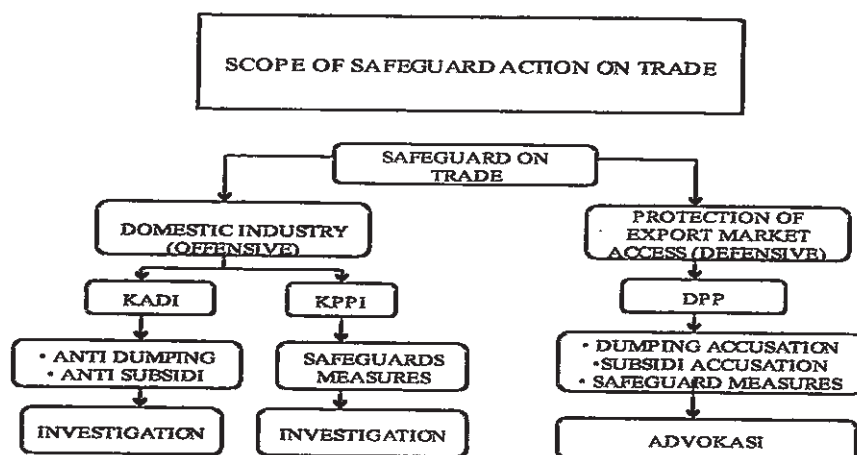 SCOPE OF SAFEGUARD ACTION ON TRADE
SAFEGUARD ON
TRADE
DOMESTIC INDUSTRY
(OFFENSIVE)
PROTECTION OF
EXPORT MARKET
ACCESS (DEFENSIVE)
KADI
KPPI
DPP
• ANTI DUMPING
• ANTI SUBSIDI
SAFEGUARDS
MEASURES
• DUMPING ACCUSATION
•SUBSIDI ACCUSATION
• SAFEGUARD MEASURES
INVESTIGATION
INVESTIGATION
ADVOKASI